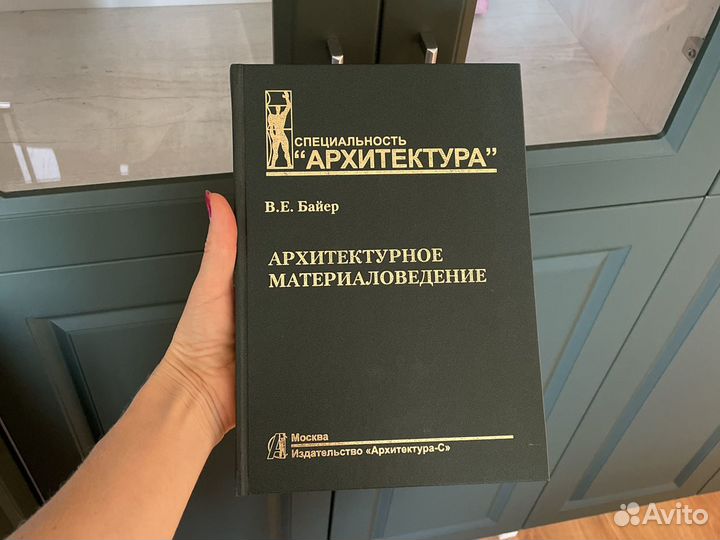 СПЕЦИАЛЬНОСТЬ
"АРХИТЕКТУРА"
В.Е. Байер
АРХИТЕКТУРНОЕ
МАТЕРИАЛОВЕДЕНИЕ
Москва
Издательство «Архитектура-С»
Avito